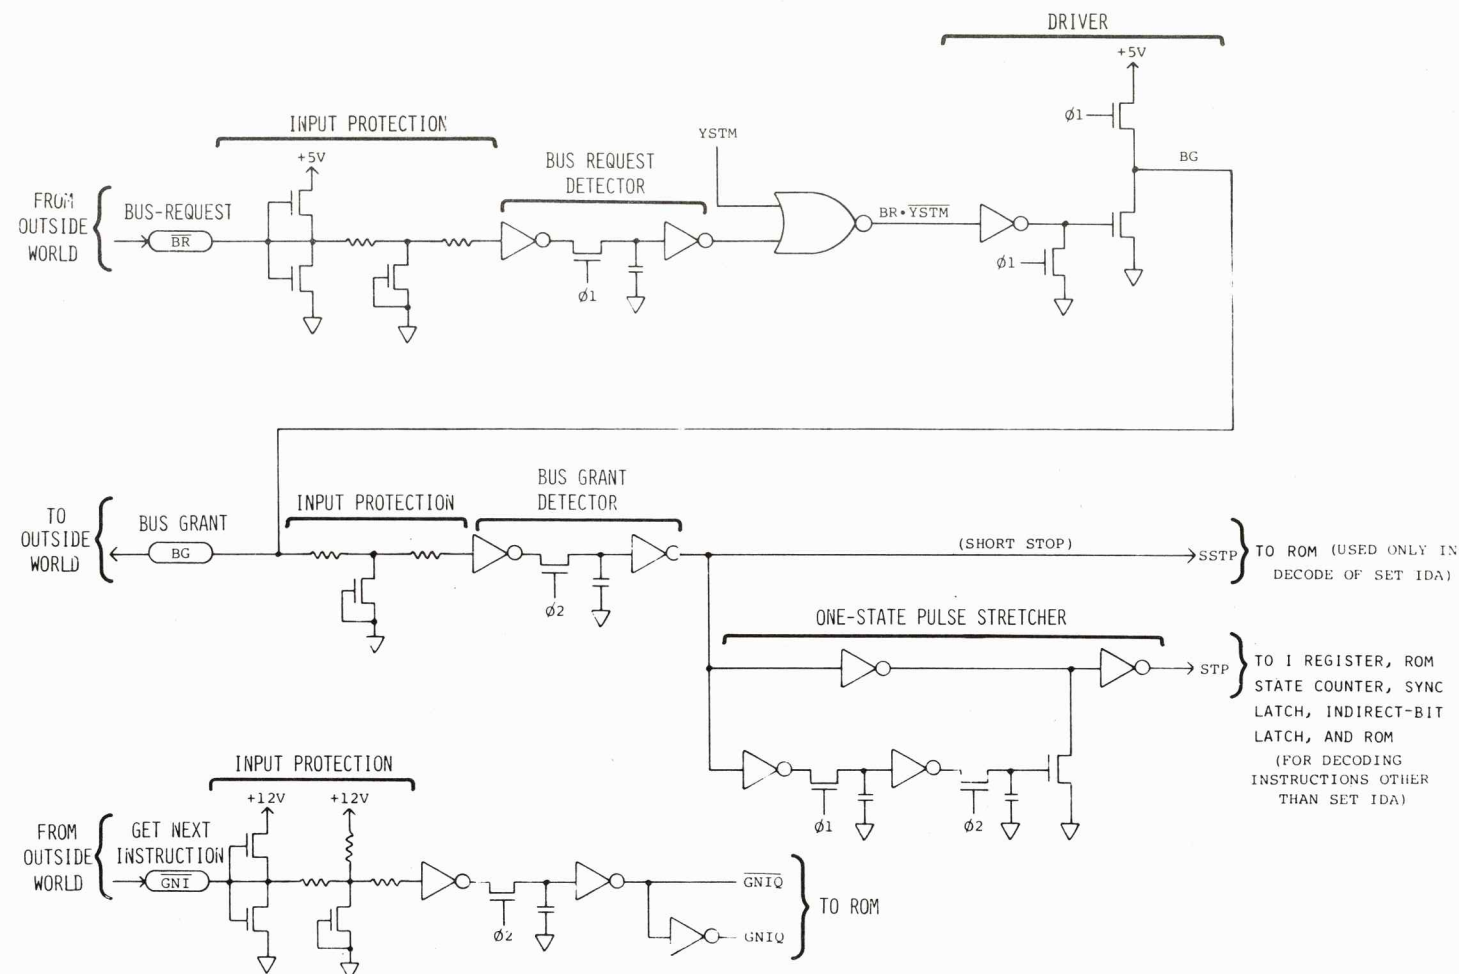 DRIVER
+5V
Ø1
BG
INPUT PROTECTION
+5V
YSTM
BUS REQUEST
DETECTOR
FROM
OUTSIDE
WORLD
BUS-REQUEST
B̅R̅
Ø1
BR•Y̅S̅T̅M̅
Ø1
TO
OUTSIDE
WORLD
BUS GRANT
BG
INPUT PROTECTION
BUS GRANT
DETECTOR
Ø2
(SHORT STOP)
SSTP
TO ROM (USED ONLY IN
DECODE OF SET IDA)
ONE-STATE PULSE STRETCHER
STP
TO I REGISTER, ROM
STATE COUNTER, SYNC
LATCH, INDIRECT-BIT
LATCH, AND ROM
(FOR DECODING
INSTRUCTIONS OTHER
THAN SET IDA)
Ø1
Ø2
INPUT PROTECTION
+12V
+12V
FROM
OUTSIDE
WORLD
GET NEXT
INSTRUCTION
G̅N̅I̅
Ø2
G̅N̅I̅Q̅
GNIQ
TO ROM